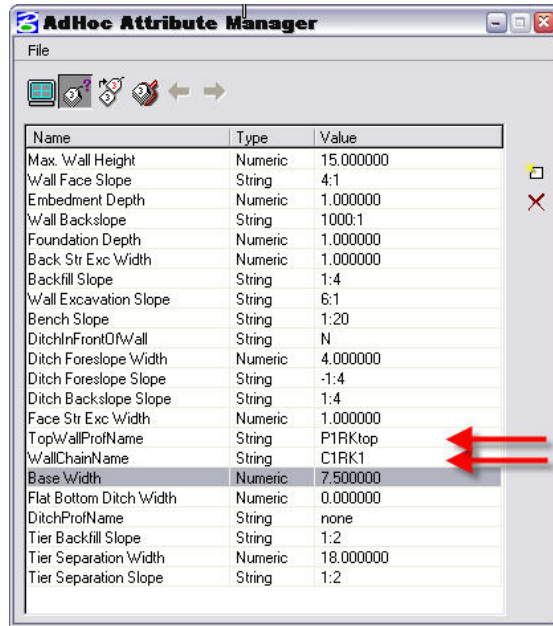 AdHoc Attribute Manager
File
Name Type Value
Max. Wall Height Numeric 15.000000
Wall Face Slope String 4:1
Embedment Depth Numeric 1.000000
Wall Backslope String 1000:1
Foundation Depth Numeric 1.000000
Back Str Exc Width Numeric 1.000000
Backfill Slope String 1:4
Wall Excavation Slope String 6:1
Bench Slope String 1:20
DitchInFrontOfWall String N
Ditch Foreslope Width Numeric 4.000000
Ditch Foreslope Slope String -1:4
Ditch Backslope Slope String 1:4
Face Str Exc Width Numeric 1.000000
TopWallProfName String P1RKtop
WallChainName String C1RK1
Base Width Numeric 7.500000
Flat Bottom Ditch Width Numeric 0.000000
DitchProfName String none
Tier Backfill Slope String 1:2
Tier Separation Width Numeric 18.000000
Tier Separation Slope String 1:2